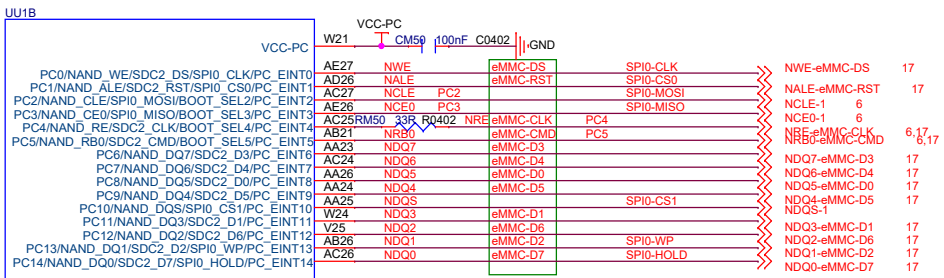 UU1B
VCC-PC
VCC-PC W21 CM50 100nF C0402 GND
PC0/NAND_WE/SDC2_DS/SPI0_CLK/PC_EINT0 AE27 NWE eMMC-DS SPI0-CLK NWE-eMMC-DS 17
PC1/NAND_ALE/SDC2_RST/SPI0_CS0/PC_EINT1 AD26 NALE eMMC-RST SPI0-CS0 NALE-eMMC-RST 17
PC2/NAND_CLE/SPI0_MOSI/BOOT_SEL2/PC_EINT2 AC27 NCLE PC2 SPI0-MOSI NCLE-1 6
PC3/NAND_CE0/SPI0_MISO/BOOT_SEL3/PC_EINT3 AE26 NCE0 PC3 SPI0-MISO NCE0-1 6
PC4/NAND_RE/SDC2_CLK/BOOT_SEL4/PC_EINT4 AC25 RM50 33R R0402 NRE eMMC-CLK PC4 NRE-eMMC-CLK 6,17
PC5/NAND_RB0/SDC2_CMD/BOOT_SEL5/PC_EINT5 AB21 NRB0 eMMC-CMD PC5 NRB0-eMMC-CMD 6,17
PC6/NAND_DQ7/SDC2_D3/PC_EINT6 AA23 NDQ7 eMMC-D3 NDQ7-eMMC-D3 17
PC7/NAND_DQ6/SDC2_D4/PC_EINT7 AC24 NDQ6 eMMC-D4 NDQ6-eMMC-D4 17
PC8/NAND_DQ5/SDC2_D0/PC_EINT8 AA26 NDQ5 eMMC-D0 NDQ5-eMMC-D0 17
PC9/NAND_DQ4/SDC2_D5/PC_EINT9 AA24 NDQ4 eMMC-D5 NDQ4-eMMC-D5 17
PC10/NAND_DQS/SPI0_CS1/PC_EINT10 AA25 NDQS SPI0-CS1 NDQS-1
PC11/NAND_DQ3/SDC2_D1/PC_EINT11 W24 NDQ3 eMMC-D1 NDQ3-eMMC-D1 17
PC12/NAND_DQ2/SDC2_D6/PC_EINT12 V25 NDQ2 eMMC-D6 NDQ2-eMMC-D6 17
PC13/NAND_DQ1/SDC2_D2/SPI0_WP/PC_EINT13 AB26 NDQ1 eMMC-D2 SPI0-WP NDQ1-eMMC-D2 17
PC14/NAND_DQ0/SDC2_D7/SPI0_HOLD/PC_EINT14 AC26 NDQ0 eMMC-D7 SPI0-HOLD NDQ0-eMMC-D7 17